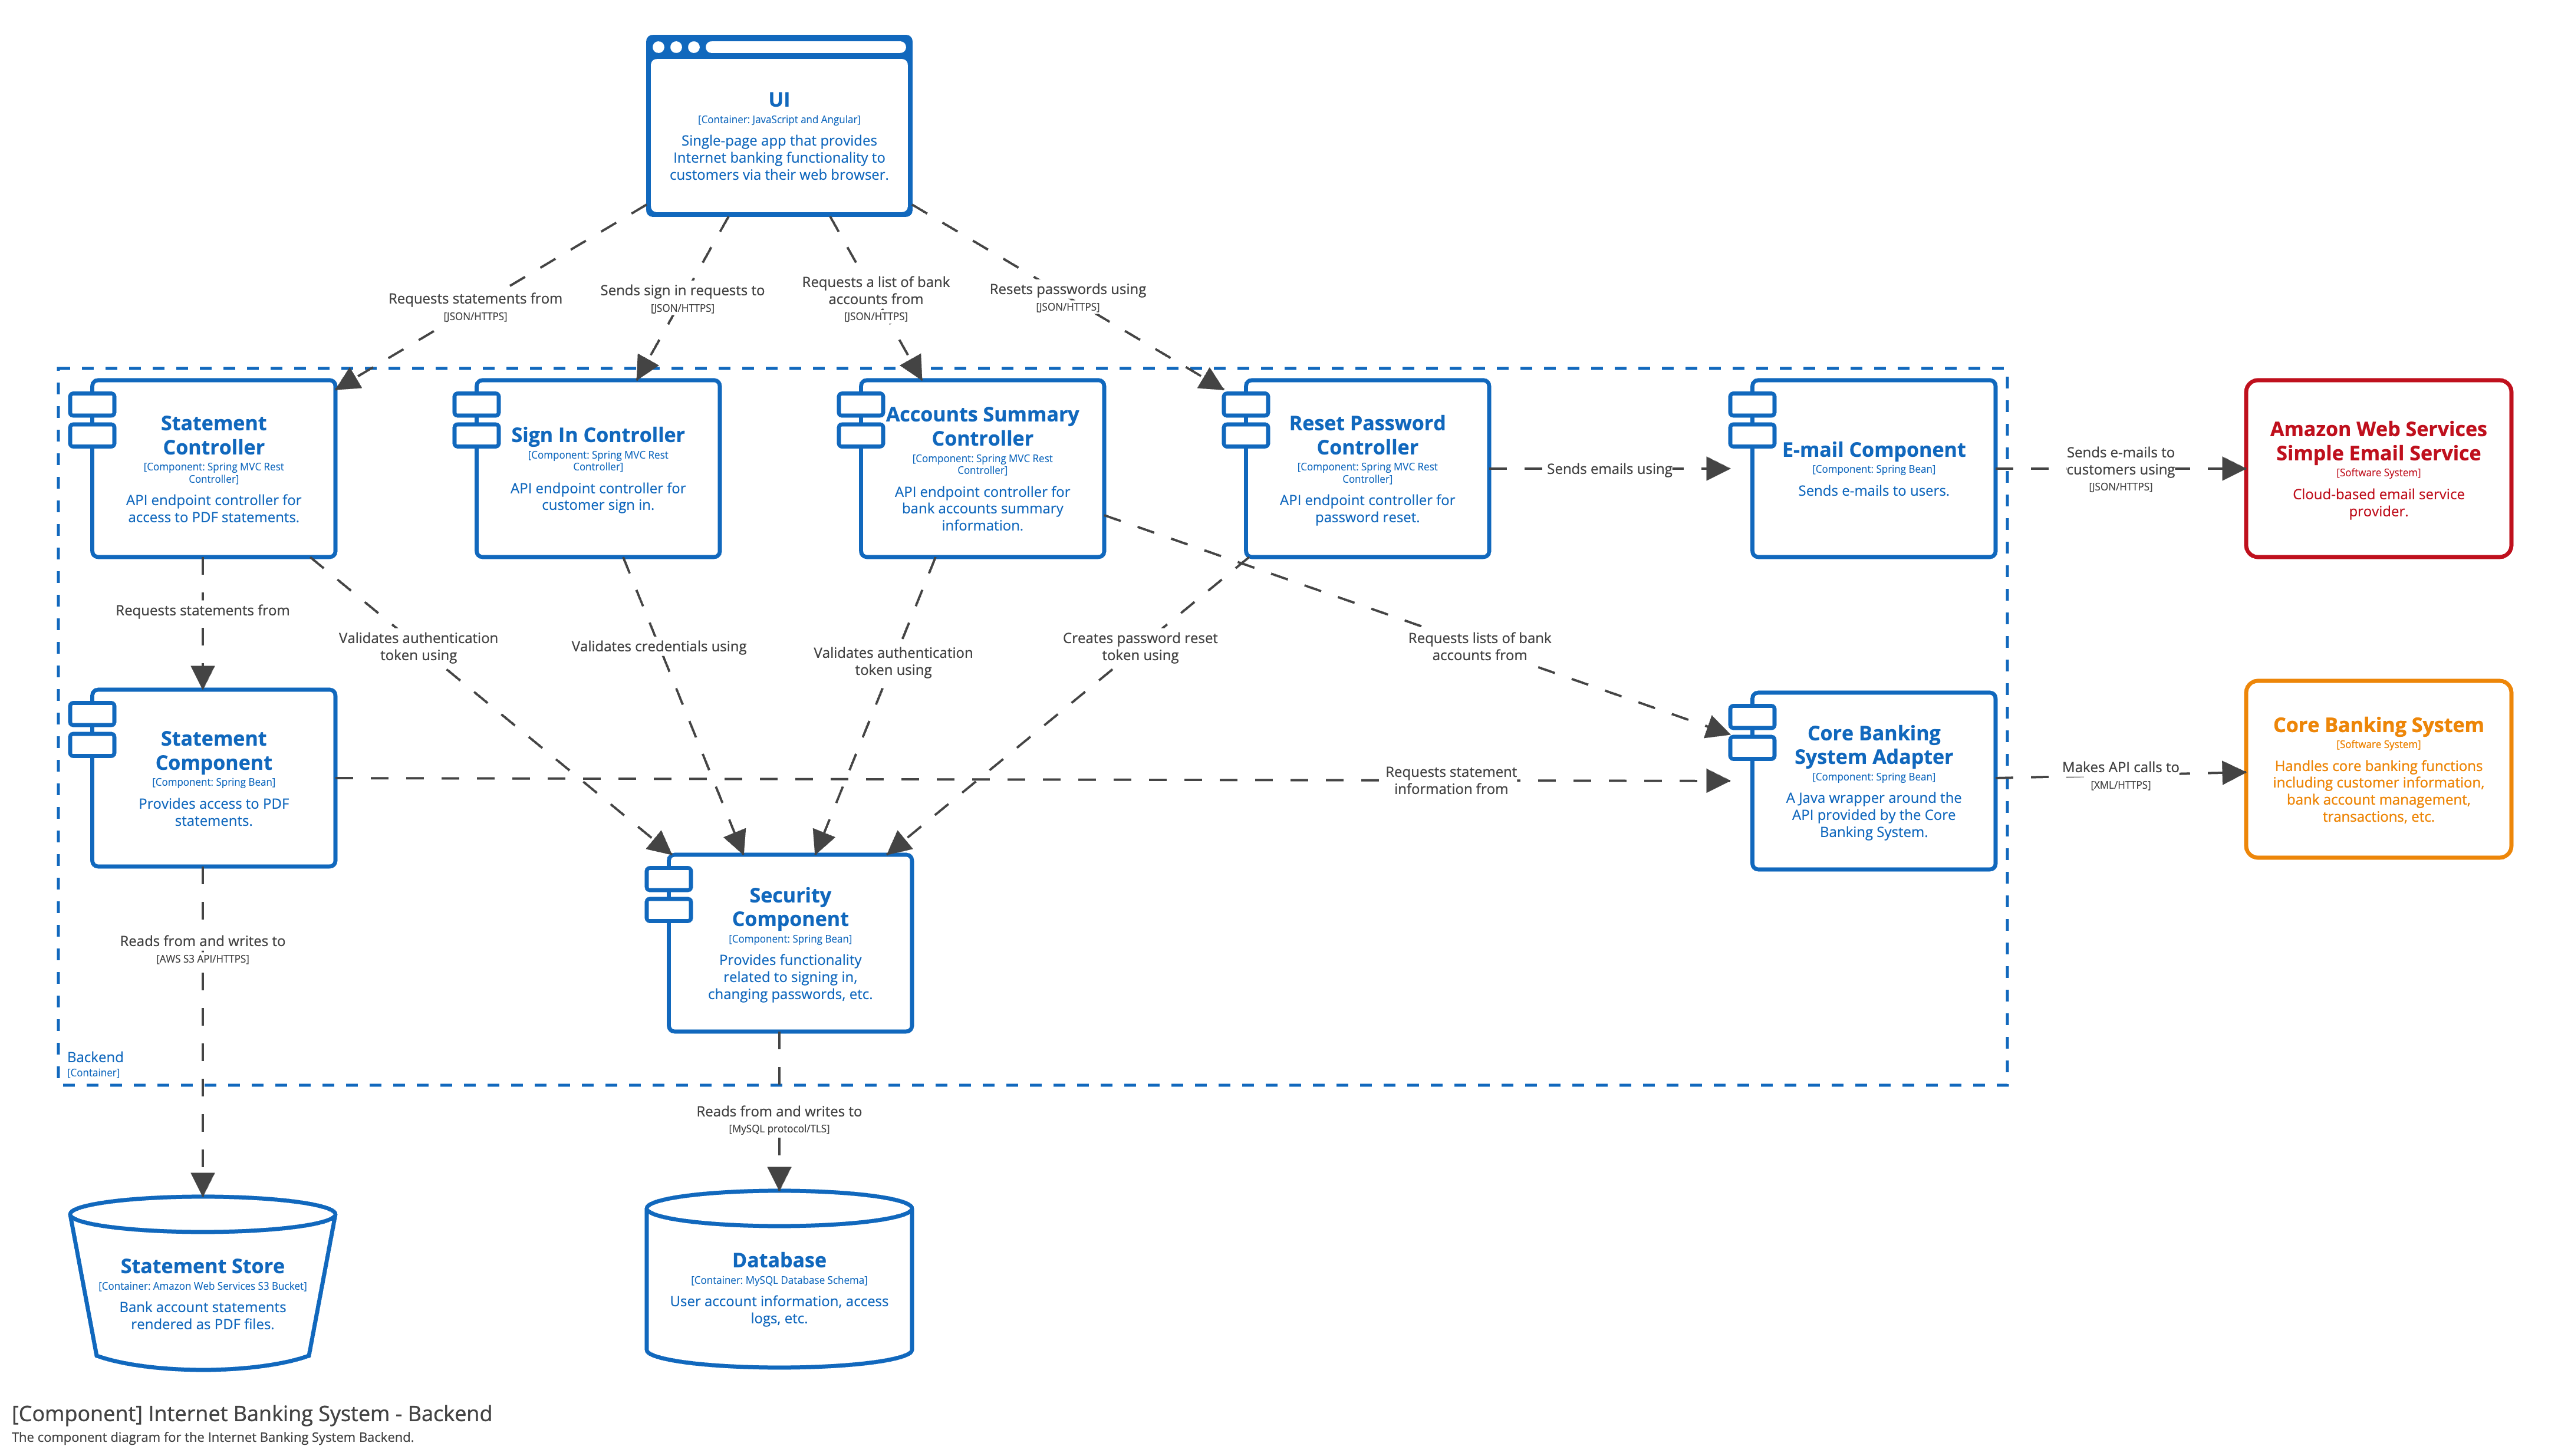 UI
[Container: JavaScript and Angular]
Single-page app that provides
Internet banking functionality to
customers via their web browser.
Requests statements from
[JSON/HTTPS]
Sends sign in requests to
[JSON/HTTPS]
Requests a list of bank
accounts from
[JSON/HTTPS]
Resets passwords using
[JSON/HTTPS]
Statement
Controller
[Component: Spring MVC Rest
Controller]
API endpoint controller for
access to PDF statements.
Sign In Controller
[Component: Spring MVC Rest
Controller]
API endpoint controller for
customer sign in.
Accounts Summary
Controller
[Component: Spring MVC Rest
Controller]
API endpoint controller for
bank accounts summary
information.
Reset Password
Controller
[Component: Spring MVC Rest
Controller]
API endpoint controller for
password reset.
Sends emails using
E-mail Component
[Component: Spring Bean]
Sends e-mails to users.
Sends e-mails to
customers using
[JSON/HTTPS]
Amazon Web Services
Simple Email Service
[Software System]
Cloud-based email service
provider.
Requests statements from
Validates authentication
token using
Validates credentials using
Validates authentication
token using
Creates password reset
token using
Requests lists of bank
accounts from
Statement
Component
[Component: Spring Bean]
Provides access to PDF
statements.
Requests statement
information from
Core Banking
System Adapter
[Component: Spring Bean]
A Java wrapper around the
API provided by the Core
Banking System.
Makes API calls to
[XML/HTTPS]
Core Banking System
[Software System]
Handles core banking functions
including customer information,
bank account management,
transactions, etc.
Security
Component
[Component: Spring Bean]
Provides functionality
related to signing in,
changing passwords, etc.
Reads from and writes to
[AWS S3 API/HTTPS]
Backend
[Container]
Reads from and writes to
[MySQL protocol/TLS]
Statement Store
[Container: Amazon Web Services S3 Bucket]
Bank account statements
rendered as PDF files.
Database
[Container: MySQL Database Schema]
User account information, access
logs, etc.
[Component] Internet Banking System - Backend
The component diagram for the Internet Banking System Backend.